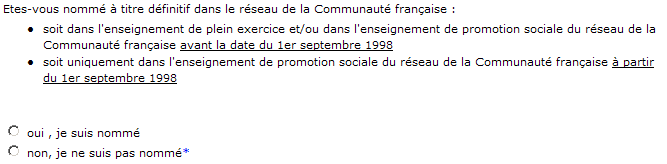 Etes-vous nommé à titre définitif dans le réseau de la Communauté française :
• soit dans l'enseignement de plein exercice et/ou dans l'enseignement de promotion sociale du réseau de la
Communauté française avant la date du 1er septembre 1998
• soit uniquement dans l'enseignement de promotion sociale du réseau de la Communauté française à partir
du 1er septembre 1998
oui , je suis nommé
non, je ne suis pas nommé*